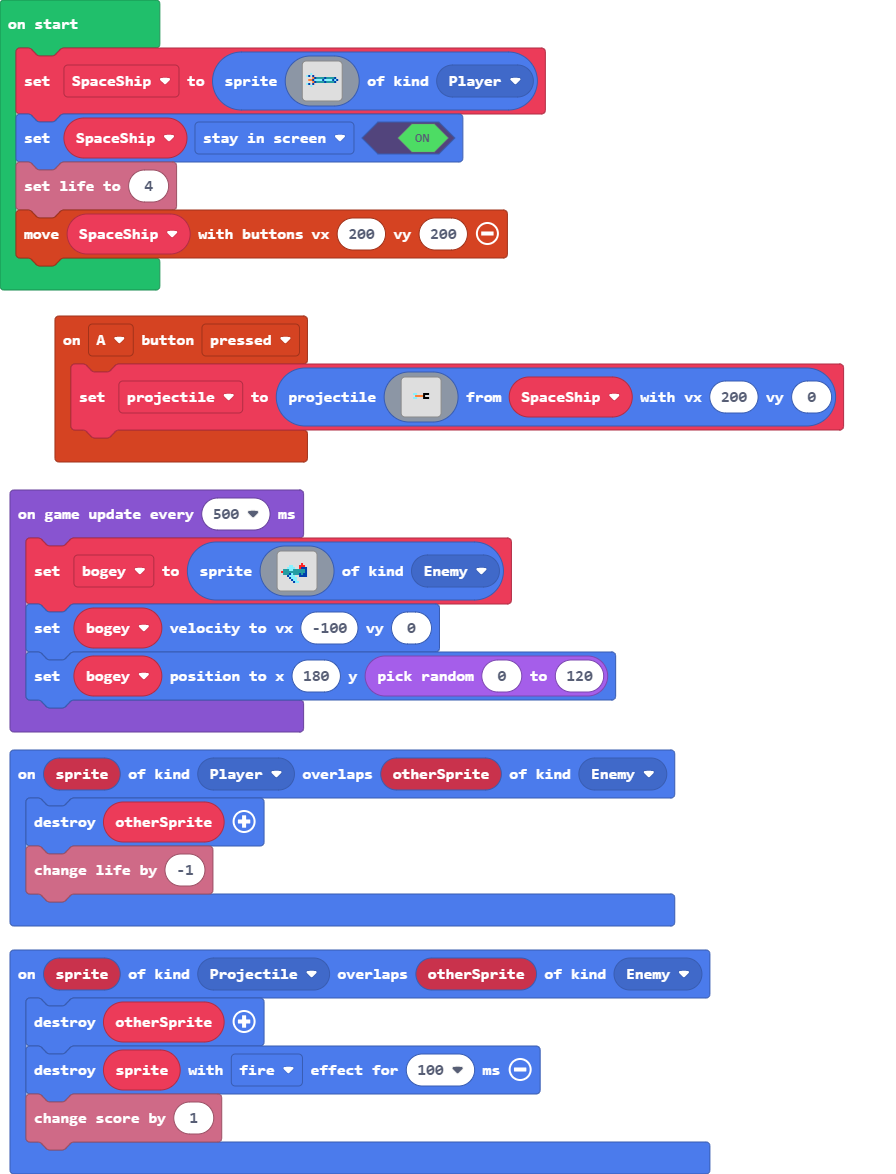 on start
set SpaceShip to sprite of kind Player
set SpaceShip stay in screen ON
set life to 4
move SpaceShip with buttons vx 200 vy 200
on A button pressed
set projectile to projectile from SpaceShip with vx 200 vy 0
on game update every 500 ms
set bogey to sprite of kind Enemy
set bogey velocity to vx -100 vy 0
set bogey position to x 180 y pick random 0 to 120
on sprite of kind Player overlaps otherSprite of kind Enemy
destroy otherSprite
change life by -1
on sprite of kind Projectile overlaps otherSprite of kind Enemy
destroy otherSprite
destroy sprite with fire effect for 100 ms
change score by 1